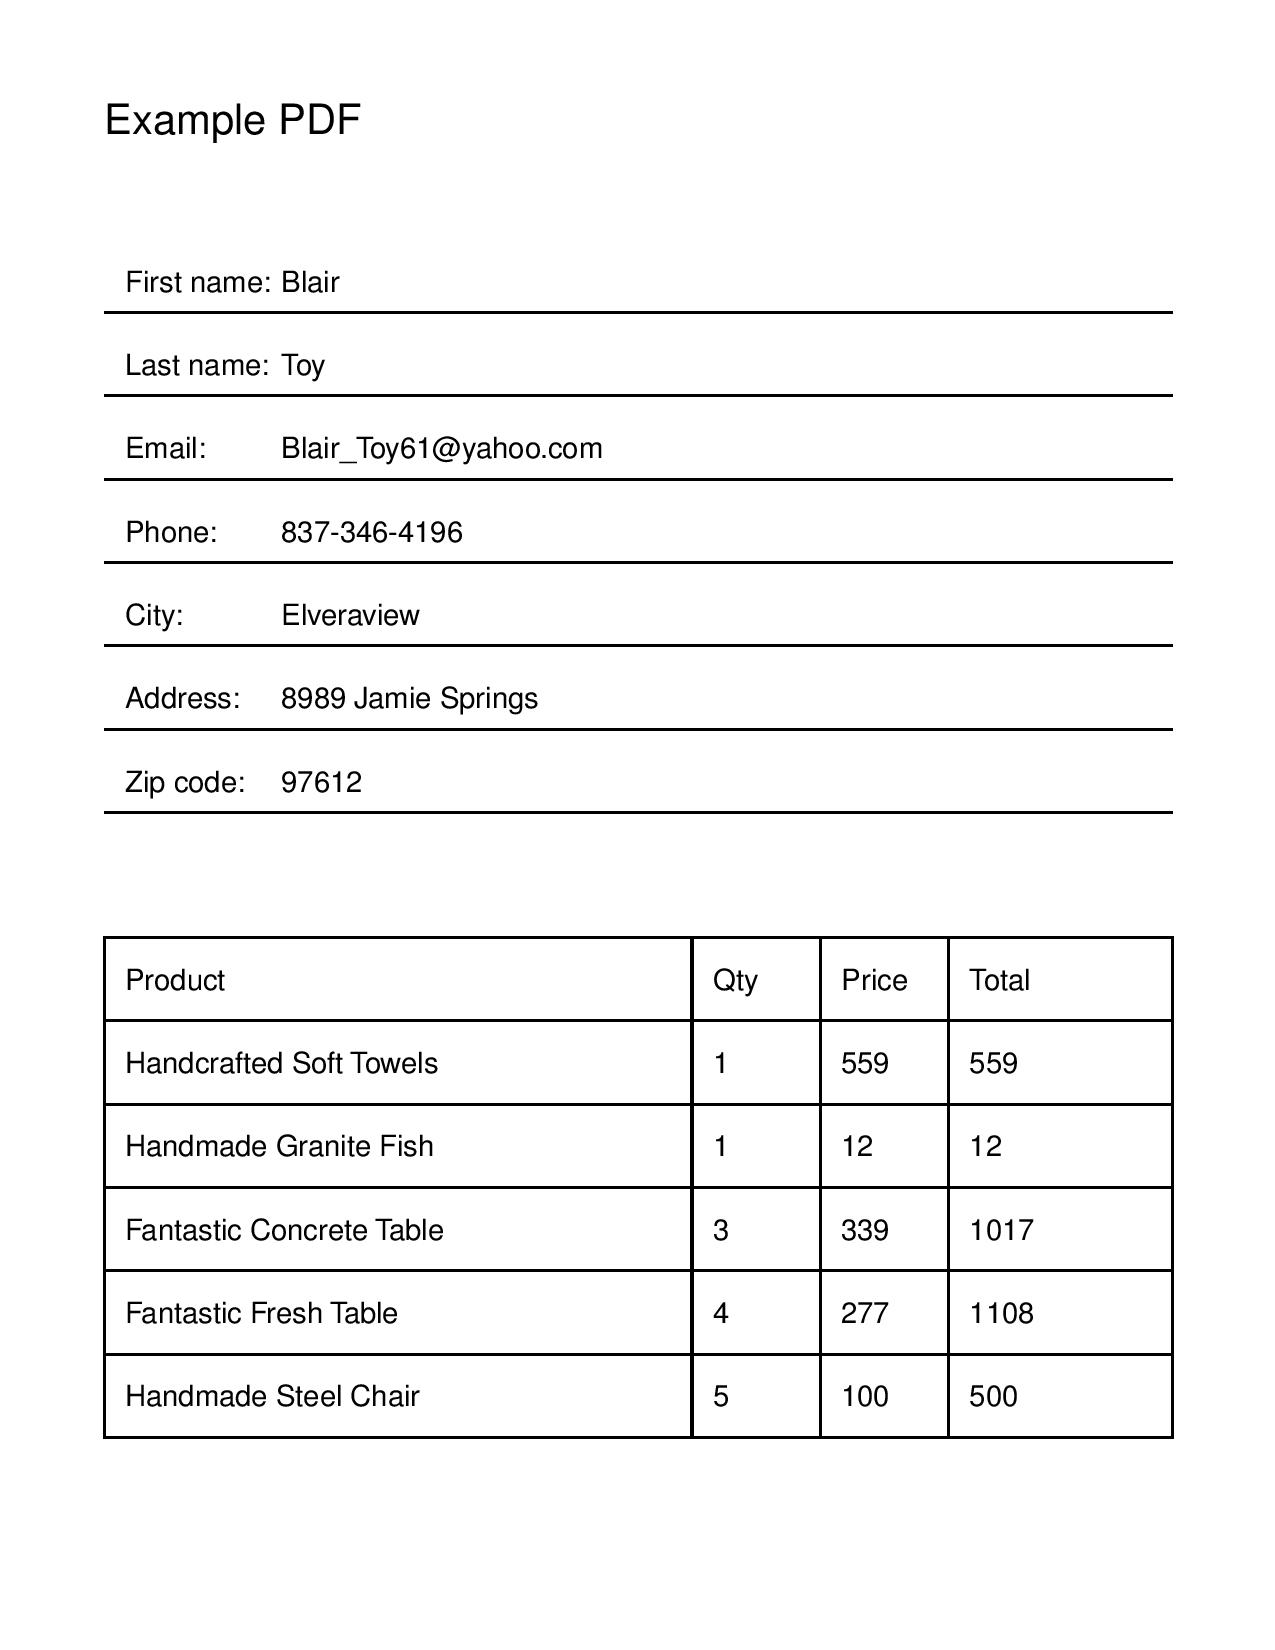 Example PDF
First name: Blair
Last name: Toy
Email: Blair_Toy61@yahoo.com
Phone: 837-346-4196
City: Elveraview
Address: 8989 Jamie Springs
Zip code: 97612
Product Qty Price Total
Handcrafted Soft Towels 1 559 559
Handmade Granite Fish 1 12 12
Fantastic Concrete Table 3 339 1017
Fantastic Fresh Table 4 277 1108
Handmade Steel Chair 5 100 500